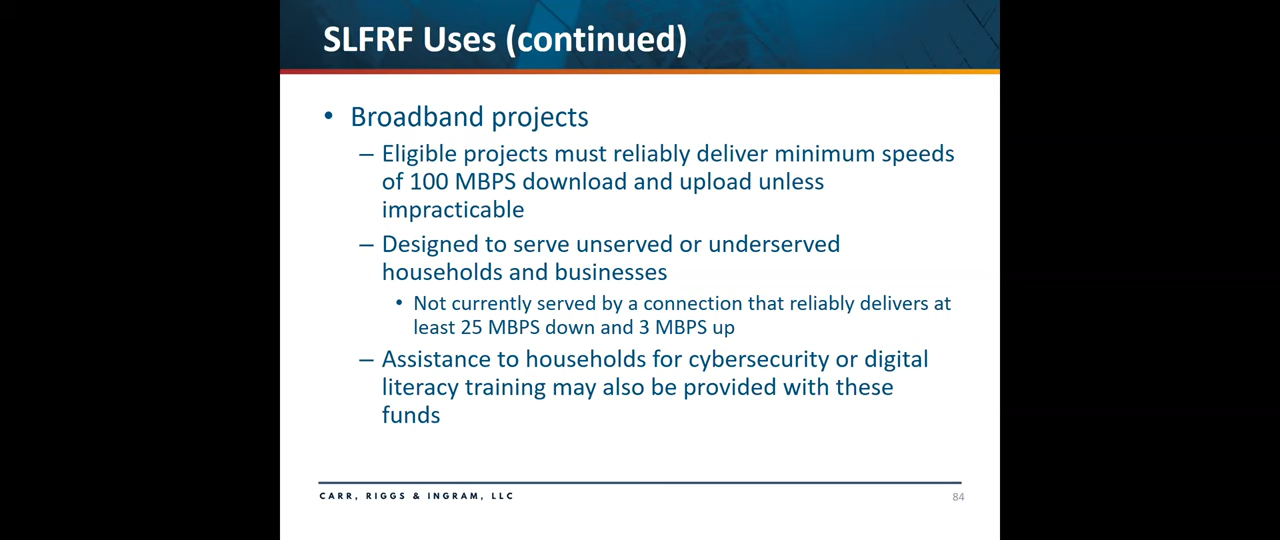 SLFRF Uses (continued)
• Broadband projects
– Eligible projects must reliably deliver minimum speeds
of 100 MBPS download and upload unless
impracticable
– Designed to serve unserved or underserved
households and businesses
• Not currently served by a connection that reliably delivers at
least 25 MBPS down and 3 MBPS up
– Assistance to households for cybersecurity or digital
literacy training may also be provided with these
funds
CARR, RIGGS & INGRAM, LLC
84